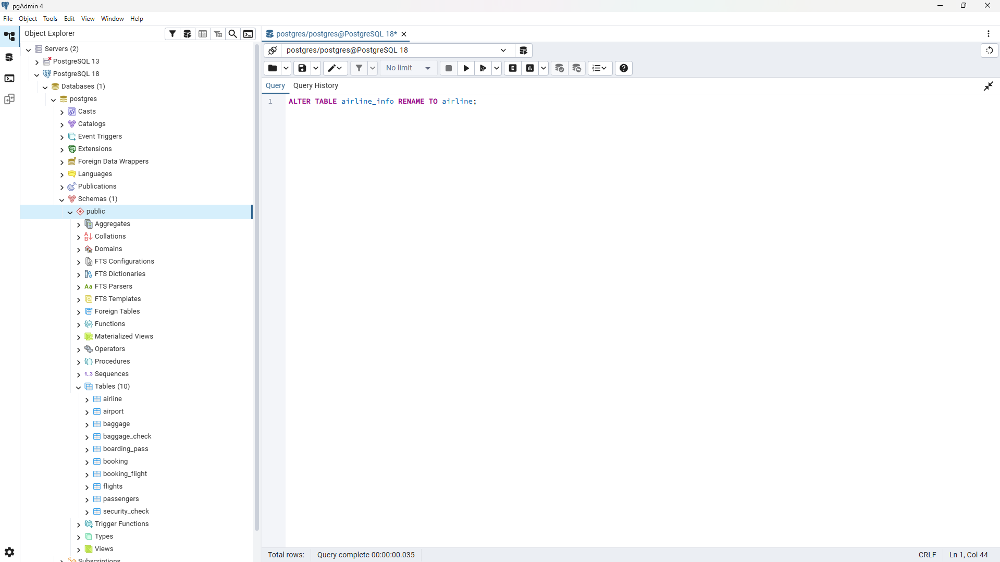 pgAdmin 4
File Object Tools Edit View Window Help
Object Explorer
postgres/postgres@PostgreSQL 18*
Servers (2)
postgres/postgres@PostgreSQL 18
PostgreSQL 13
No limit
E
PostgreSQL 18
Databases (1)
Query Query History
postgres
1 ALTER TABLE airline_info RENAME TO airline;
Casts
Catalogs
Event Triggers
Extensions
Foreign Data Wrappers
Languages
Publications
Schemas (1)
public
Aggregates
Collations
Domains
FTS Configurations
FTS Dictionaries
Aa FTS Parsers
FTS Templates
Foreign Tables
Functions
Materialized Views
Operators
Procedures
1..3 Sequences
Tables (10)
airline
airport
baggage
baggage_check
boarding_pass
booking
booking_flight
flights
passengers
security_check
Trigger Functions
Types
Views
Subscriptions
Total rows: Query complete 00:00:00.035 CRLF Ln 1, Col 44